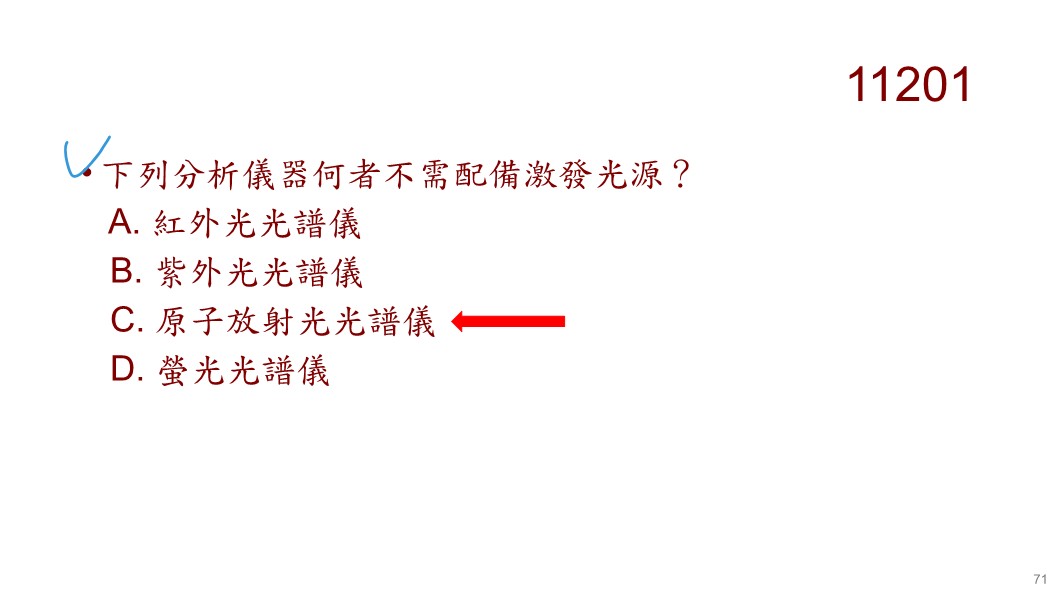 11201
• 下列分析儀器何者不需配備激發光源？
A. 紅外光光譜儀
B. 紫外光光譜儀
C. 原子放射光光譜儀
D. 螢光光譜儀
71